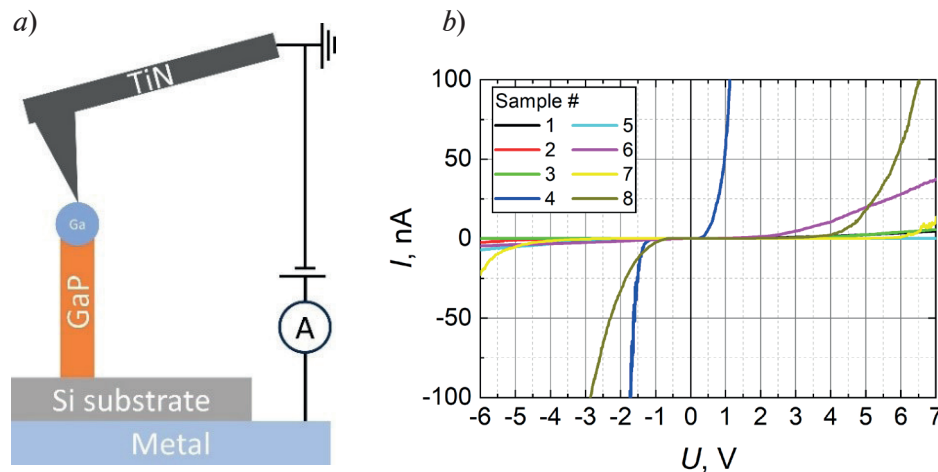 a)
TiN
Ga
GaP
Si substrate
Metal
A
b)
I, nA
100
50
0
-50
-100
Sample #
1 5
2 6
3 7
4 8
-6 -5 -4 -3 -2 -1 0 1 2 3 4 5 6 7
U, V